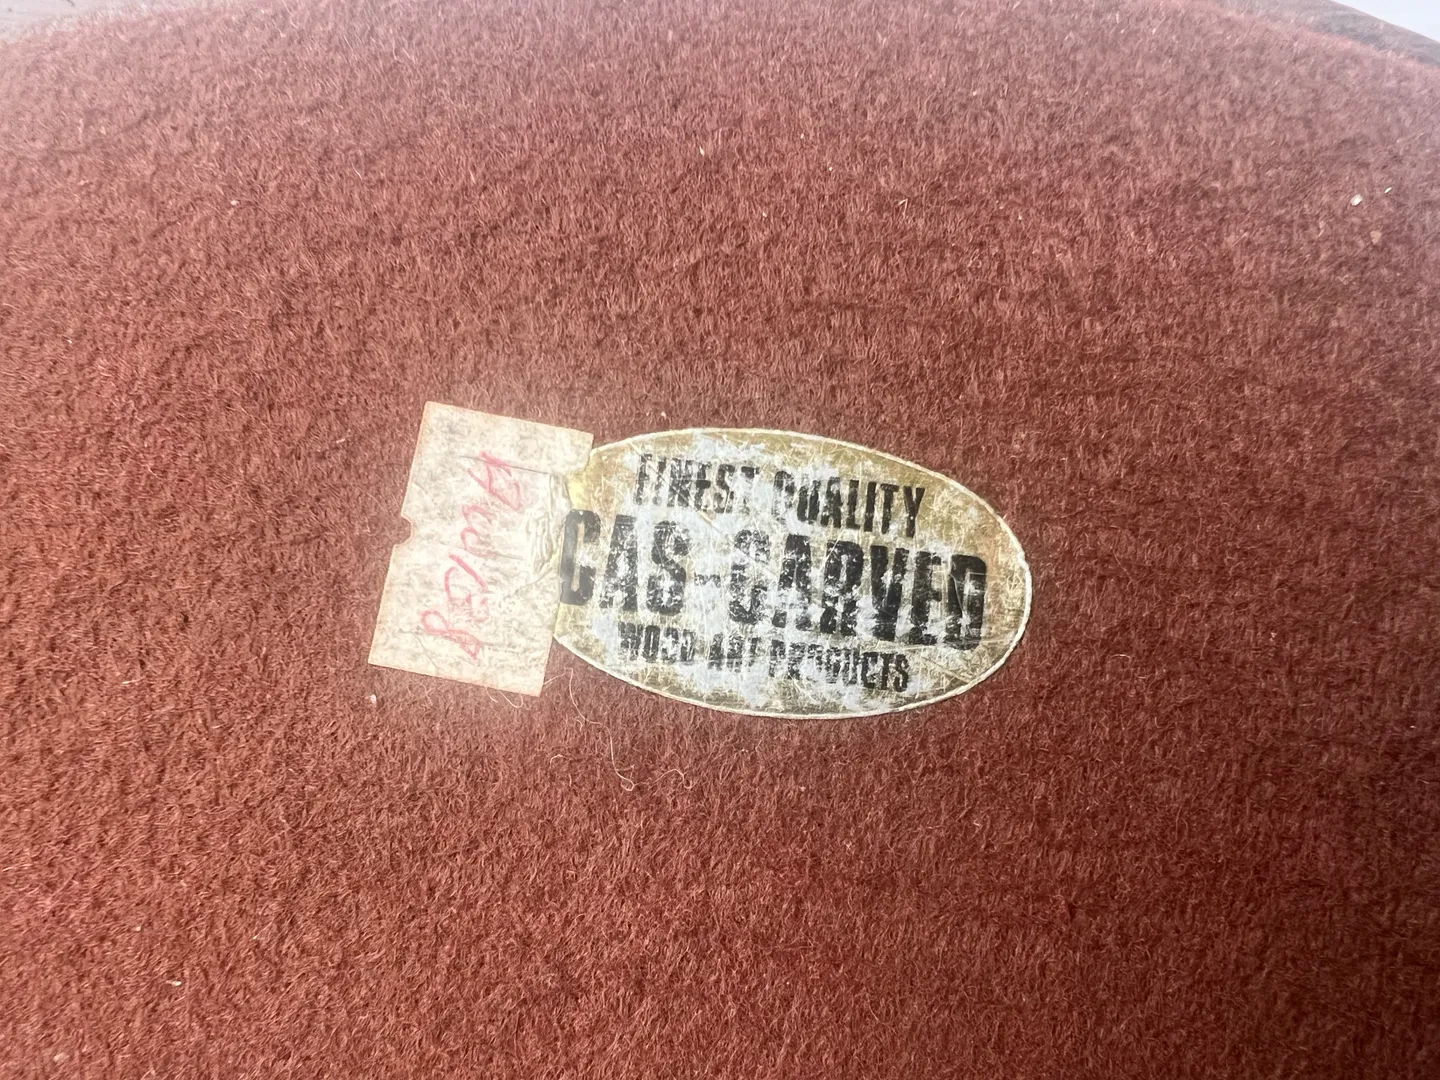 FINEST QUALITY
CAS-CARVED
WOOD ART PRODUCTS